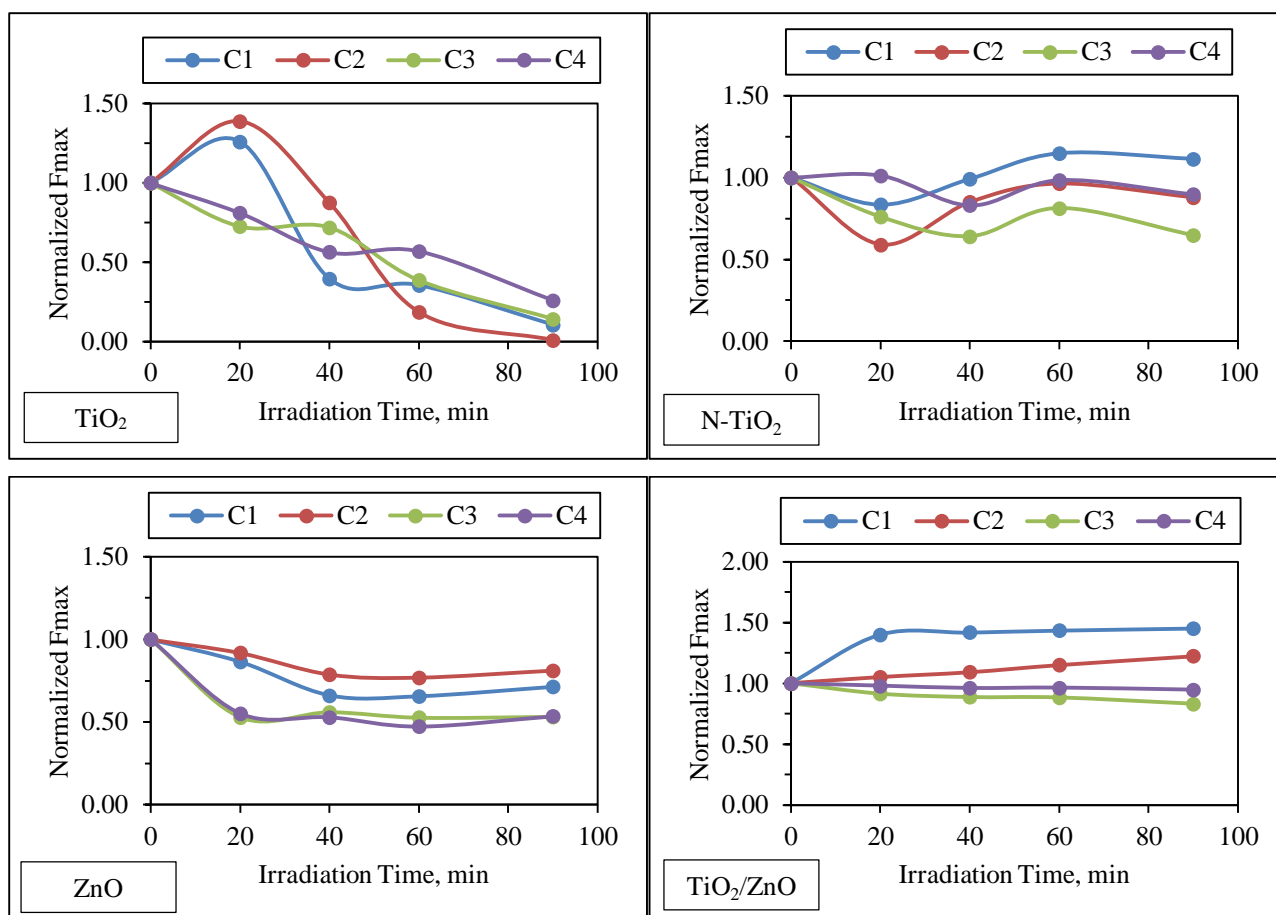 C1 C2 C3 C4
1.50
1.00
0.50
0.00
Normalized Fmax
0 20 40 60 80 100
Irradiation Time, min
TiO₂
C1 C2 C3 C4
1.50
1.00
0.50
0.00
Normalized Fmax
0 20 40 60 80 100
Irradiation Time, min
N-TiO₂
C1 C2 C3 C4
1.50
1.00
0.50
0.00
Normalized Fmax
0 20 40 60 80 100
Irradiation Time, min
ZnO
C1 C2 C3 C4
2.00
1.50
1.00
0.50
0.00
Normalized Fmax
0 20 40 60 80 100
Irradiation Time, min
TiO₂/ZnO